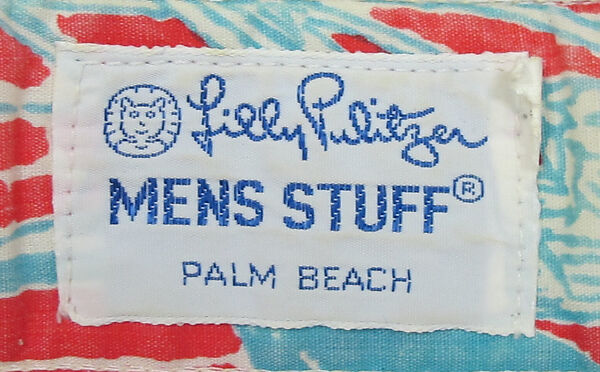 Lilly Pulitzer
MENS STUFF®
PALM BEACH